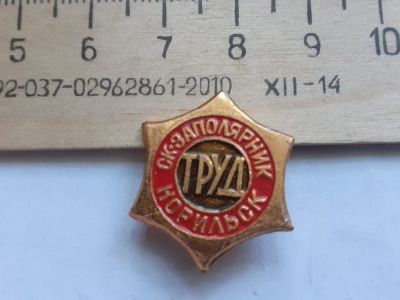 5 6 7 8 9 10
92-037-02962861-2010 XII-14
СК·ЗАПОЛЯРНИК
ТРУД
НОРИЛЬСК